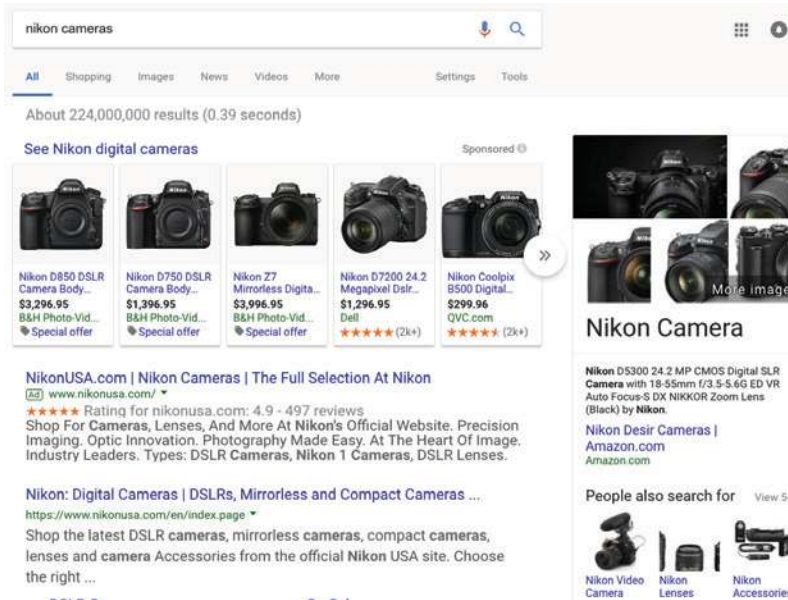 nikon cameras
All Shopping Images News Videos More Settings Tools
About 224,000,000 results (0.39 seconds)
See Nikon digital cameras
Sponsored
Nikon D850 DSLR
Camera Body...
$3,296.95
B&H Photo-Vid...
Special offer
Nikon D750 DSLR
Camera Body...
$1,396.95
B&H Photo-Vid...
Special offer
Nikon Z7
Mirrorless Digita...
$3,996.95
B&H Photo-Vid...
Special offer
Nikon D7200 24.2
Megapixel Dslr...
$1,296.95
Dell
(2k+)
Nikon Coolpix
B500 Digital...
$299.96
QVC.com
(2k+)
NikonUSA.com | Nikon Cameras | The Full Selection At Nikon
Ad www.nikonusa.com/
Rating for nikonusa.com: 4.9 - 497 reviews
Shop For Cameras, Lenses, And More At Nikon's Official Website. Precision
Imaging. Optic Innovation. Photography Made Easy. At The Heart Of Image.
Industry Leaders. Types: DSLR Cameras, Nikon 1 Cameras, DSLR Lenses.
Nikon: Digital Cameras | DSLRs, Mirrorless and Compact Cameras ...
https://www.nikonusa.com/en/index.page
Shop the latest DSLR cameras, mirrorless cameras, compact cameras,
lenses and camera Accessories from the official Nikon USA site. Choose
the right ...
More image
Nikon Camera
Nikon D5300 24.2 MP CMOS Digital SLR
Camera with 18-55mm f/3.5-5.6G ED VR
Auto Focus-S DX NIKKOR Zoom Lens
(Black) by Nikon.
Nikon Desir Cameras |
Amazon.com
Amazon.com
People also search for View 5
Nikon Video
Camera
Nikon
Lenses
Nikon
Accessories